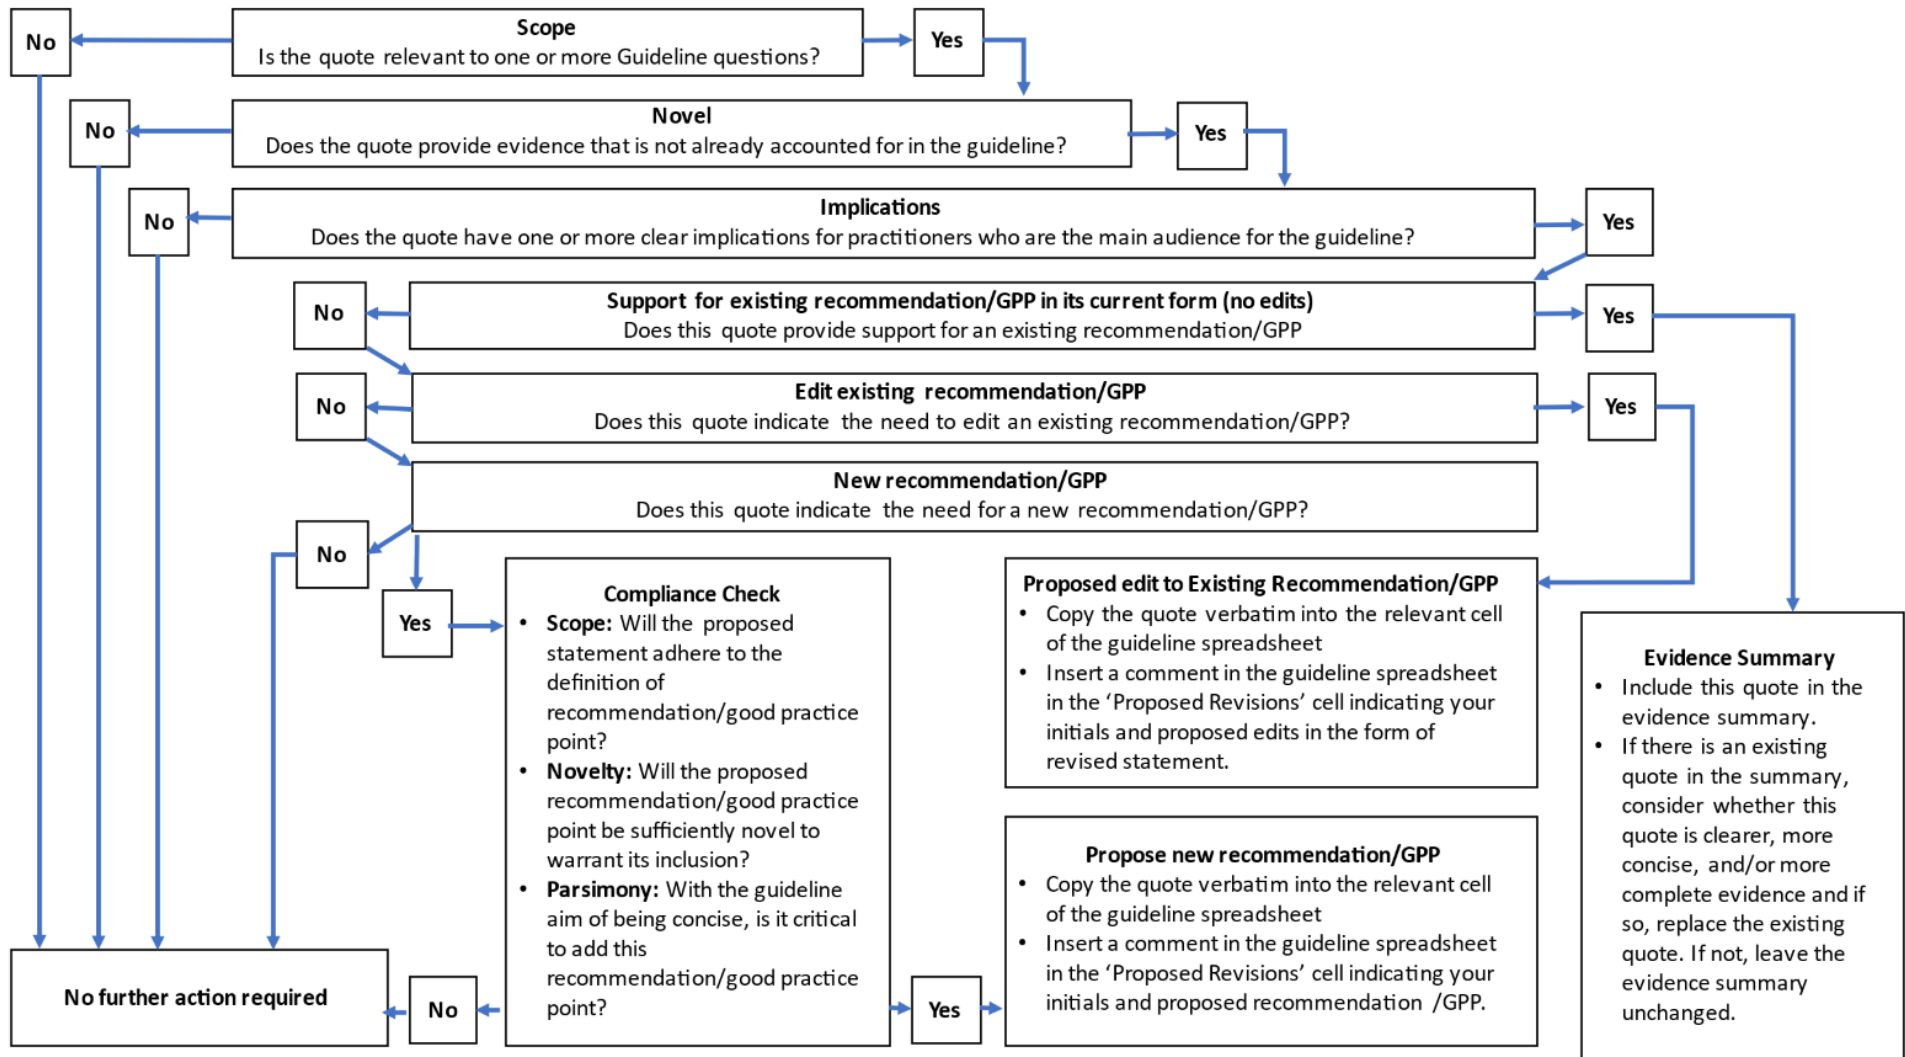 No
Scope
Is the quote relevant to one or more Guideline questions?
Yes
No
Novel
Does the quote provide evidence that is not already accounted for in the guideline?
Yes
No
Implications
Does the quote have one or more clear implications for practitioners who are the main audience for the guideline?
Yes
No
Support for existing recommendation/GPP in its current form (no edits)
Does this quote provide support for an existing recommendation/GPP
Yes
No
Edit existing recommendation/GPP
Does this quote indicate the need to edit an existing recommendation/GPP?
Yes
New recommendation/GPP
Does this quote indicate the need for a new recommendation/GPP?
No
Yes
Compliance Check
• Scope: Will the proposed
statement adhere to the
definition of
recommendation/good practice
point?
• Novelty: Will the proposed
recommendation/good practice
point be sufficiently novel to
warrant its inclusion?
• Parsimony: With the guideline
aim of being concise, is it critical
to add this
recommendation/good practice
point?
Proposed edit to Existing Recommendation/GPP
• Copy the quote verbatim into the relevant cell
of the guideline spreadsheet
• Insert a comment in the guideline spreadsheet
in the ‘Proposed Revisions’ cell indicating your
initials and proposed edits in the form of
revised statement.
Evidence Summary
• Include this quote in the
evidence summary.
• If there is an existing
quote in the summary,
consider whether this
quote is clearer, more
concise, and/or more
complete evidence and if
so, replace the existing
quote. If not, leave the
evidence summary
unchanged.
Propose new recommendation/GPP
• Copy the quote verbatim into the relevant cell
of the guideline spreadsheet
• Insert a comment in the guideline spreadsheet
in the ‘Proposed Revisions’ cell indicating your
initials and proposed recommendation /GPP.
No further action required
No
Yes